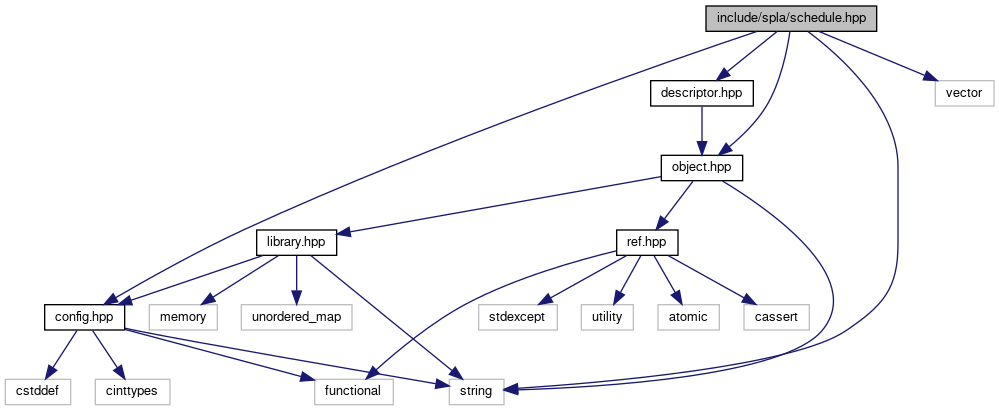 include/spla/schedule.hpp
descriptor.hpp
vector
object.hpp
library.hpp
ref.hpp
config.hpp
memory
unordered_map
stdexcept
utility
atomic
cassert
cstddef
cinttypes
functional
string